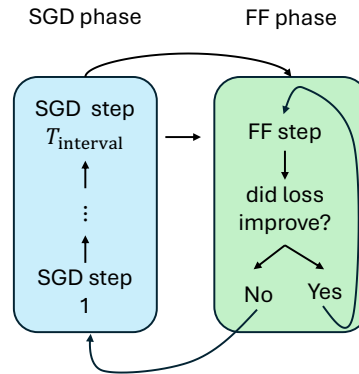 SGD phase
FF phase
SGD step
T_interval
⋮
SGD step
1
FF step
did loss
improve?
No
Yes